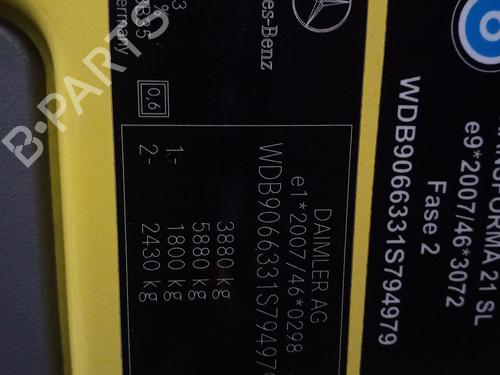 B-PARTS
Mercedes-Benz
Germany
0,6
DAIMLER AG
e1*2007/46*0298
WDB9066331S794979
3880 kg
5880 kg
1- 1800 kg
2- 2430 kg
TRANSFORMA 21 SL
e9*2007/46*3072
Fase 2
WDB9066331S794979